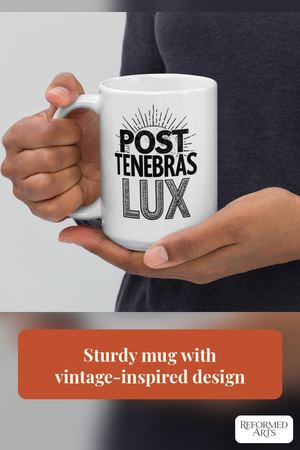 POST
TENEBRAS
LUX
Sturdy mug with
vintage-inspired design
REFORMED
ARTS